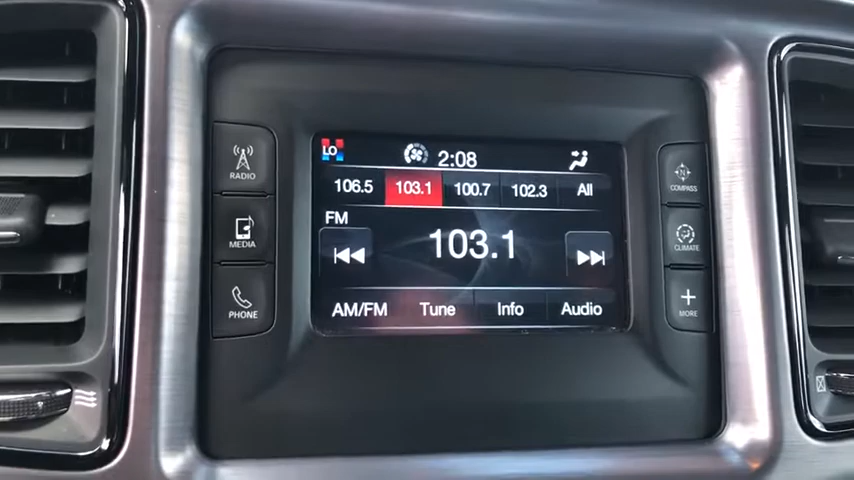 LO 2:08
106.5 103.1 100.7 102.3 All
FM
103.1
AM/FM Tune Info Audio
RADIO
MEDIA
PHONE
N
COMPASS
CLIMATE
MORE